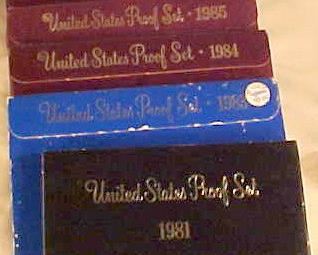 United States Proof Set · 1985
United States Proof Set · 1984
United States Proof Set · 1983
United States Proof Set
1981